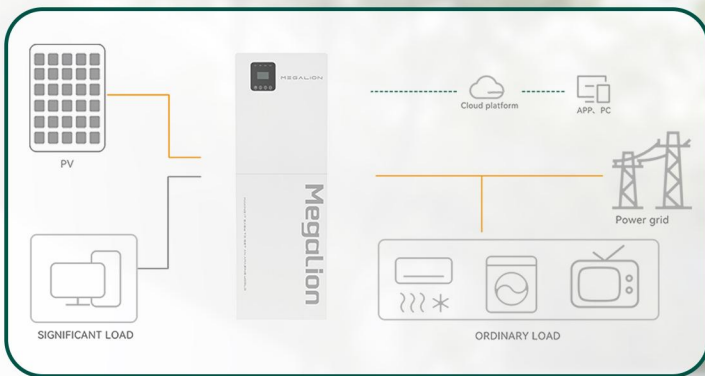 MEGALION
PV
Cloud platform
APP、PC
Power grid
MegaLion
SIGNIFICANT LOAD
ORDINARY LOAD